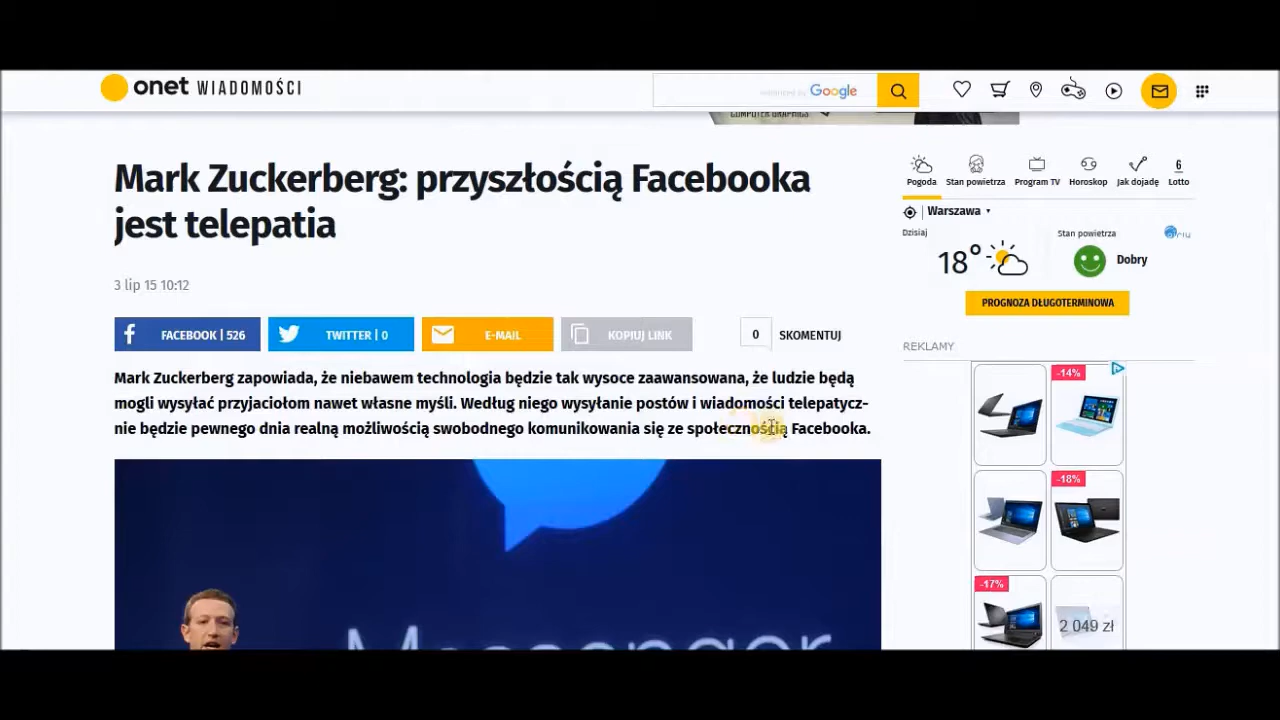 onet WIADOMOŚCI
Google
COMPUTER GRAPHICS
Mark Zuckerberg: przyszłością Facebooka
jest telepatia
3 lip 15 10:12
FACEBOOK | 526
TWITTER | 0
E-MAIL
KOPIUJ LINK
0
SKOMENTUJ
Mark Zuckerberg zapowiada, że niebawem technologia będzie tak wysoce zaawansowana, że ludzie będą
mogli wysyłać przyjaciołom nawet własne myśli. Według niego wysyłanie postów i wiadomości telepatycz-
nie będzie pewnego dnia realną możliwością swobodnego komunikowania się ze społecznością Facebooka.
Messenger
6
Pogoda
Stan powietrza
Program TV
Horoskop
Jak dojadę
Lotto
Warszawa
Dzisiaj
Stan powietrza
18°
Dobry
PROGNOZA DŁUGOTERMINOWA
REKLAMY
-14%
-18%
-17%
2 049 zł